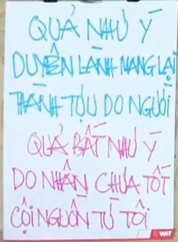 QUẢ NHƯ Ý
DUYÊN LÀNH MANG LẠI
THÀNH TỰU DO NGƯỜI
QUẢ BẤT NHƯ Ý
DO NHÂN CHƯA TỐT
CỘI NGUỒN TỪ TÔI
WIT